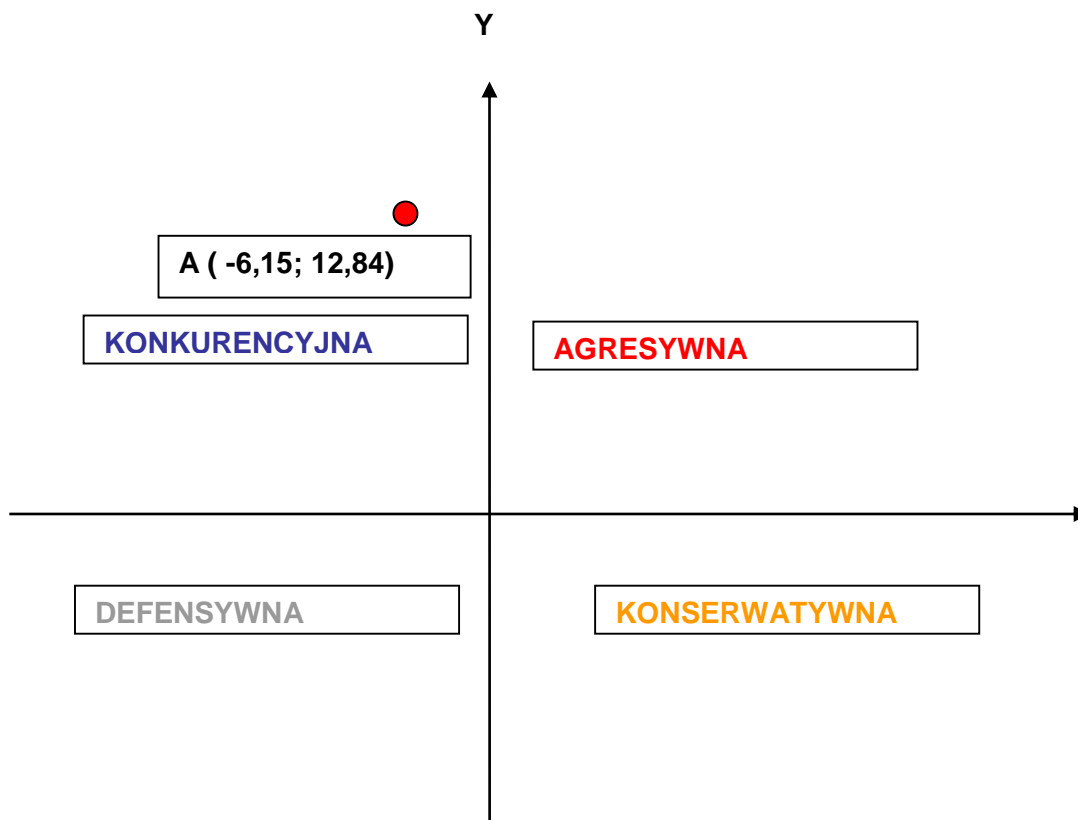 Y
A ( -6,15; 12,84)
KONKURENCYJNA
AGRESYWNA
DEFENSYWNA
KONSERWATYWNA